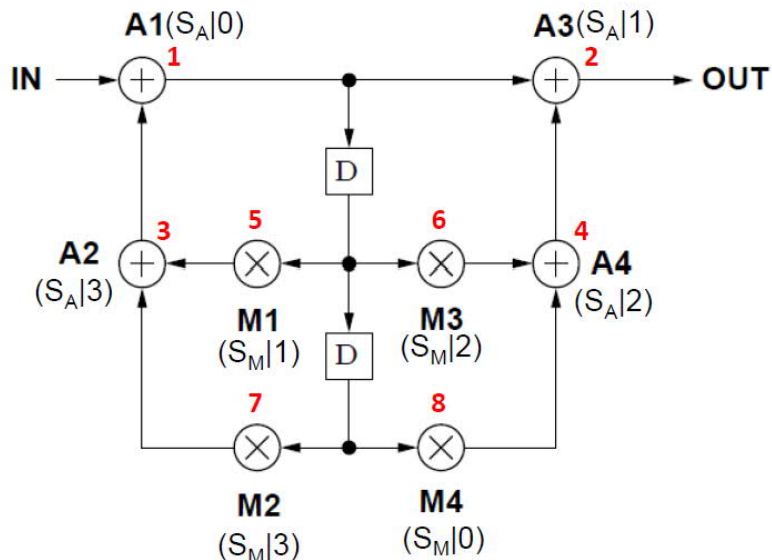 A1(S_A|0)
A3(S_A|1)
1
2
IN
OUT
D
5
6
3
4
A2
(S_A|3)
A4
(S_A|2)
M1
(S_M|1)
M3
(S_M|2)
D
7
8
M2
(S_M|3)
M4
(S_M|0)